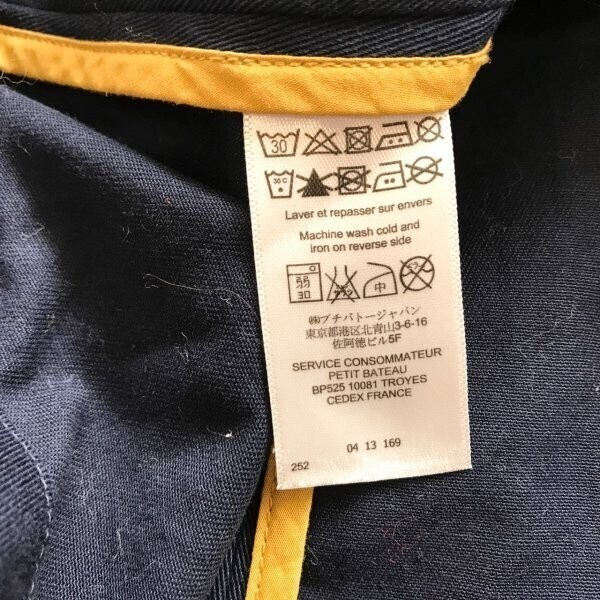 30
30 C
Laver et repasser sur envers
Machine wash cold and
iron on reverse side
弱
30
中
㈱プチバトージャパン
東京都港区北青山3-6-16
佐阿徳ビル5F
SERVICE CONSOMMATEUR
PETIT BATEAU
BP525 10081 TROYES
CEDEX FRANCE
04 13 169
252